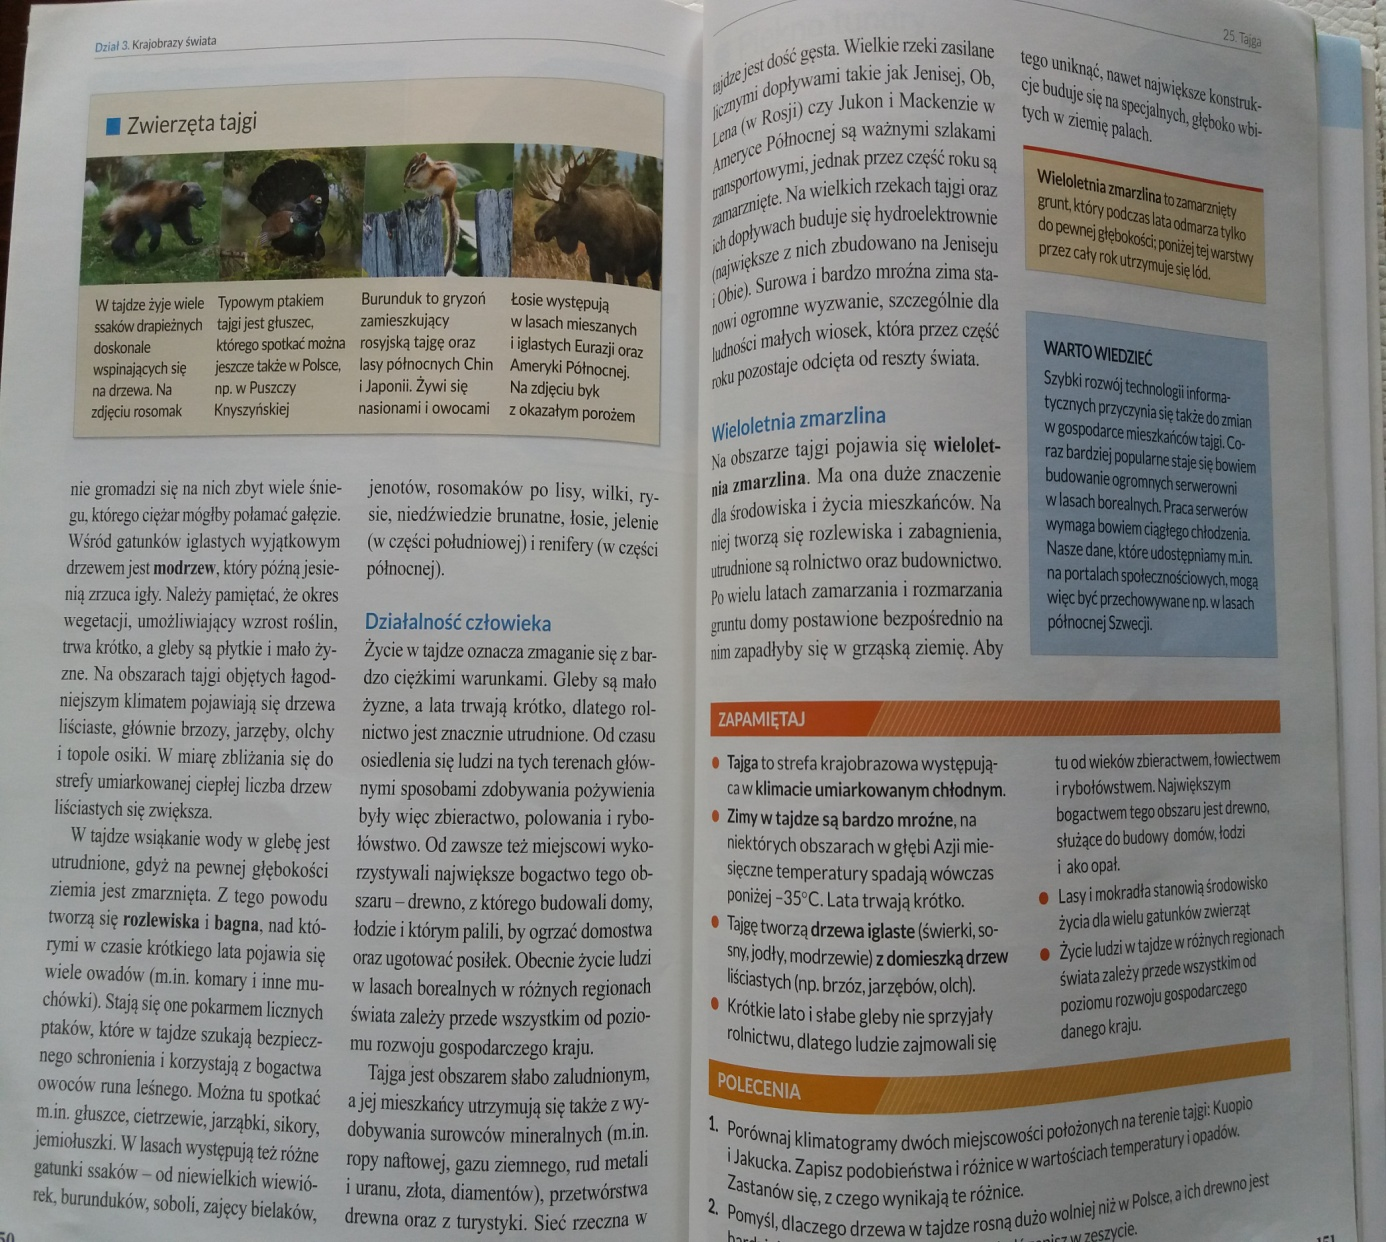 Dział 3. Krajobrazy świata
Zwierzęta tajgi
W tajdze żyje wiele
ssaków drapieżnych
doskonale
wspinających się
na drzewa. Na
zdjęciu rosomak
Typowym ptakiem
tajgi jest głuszec,
którego spotkać można
jeszcze także w Polsce,
np. w Puszczy
Knyszyńskiej
Burunduk to gryzoń
zamieszkujący
rosyjską tajgę oraz
lasy północnych Chin
i Japonii. Żywi się
nasionami i owocami
Łosie występują
w lasach mieszanych
i iglastych Eurazji oraz
Ameryki Północnej.
Na zdjęciu byk
z okazałym porożem
nie gromadzi się na nich zbyt wiele śnie-
gu, którego ciężar mógłby połamać gałęzie.
Wśród gatunków iglastych wyjątkowym
drzewem jest modrzew, który późną jesie-
nią zrzuca igły. Należy pamiętać, że okres
wegetacji, umożliwiający wzrost roślin,
trwa krótko, a gleby są płytkie i mało ży-
zne. Na obszarach tajgi objętych łagod-
niejszym klimatem pojawiają się drzewa
liściaste, głównie brzozy, jarzęby, olchy
i topole osiki. W miarę zbliżania się do
strefy umiarkowanej ciepłej liczba drzew
liściastych się zwiększa.
W tajdze wsiąkanie wody w glebę jest
utrudnione, gdyż na pewnej głębokości
ziemia jest zmarznięta. Z tego powodu
tworzą się rozlewiska i bagna, nad któ-
rymi w czasie krótkiego lata pojawia się
wiele owadów (m.in. komary i inne mu-
chówki). Stają się one pokarmem licznych
ptaków, które w tajdze szukają bezpiecz-
nego schronienia i korzystają z bogactwa
owoców runa leśnego. Można tu spotkać
m.in. głuszce, cietrzewie, jarząbki, sikory,
jemiołuszki. W lasach występują też różne
gatunki ssaków – od niewielkich wiewió-
rek, burunduków, soboli, zajęcy bielaków,
jenotów, rosomaków po lisy, wilki, ry-
sie, niedźwiedzie brunatne, łosie, jelenie
(w części południowej) i renifery (w części
północnej).
Działalność człowieka
Życie w tajdze oznacza zmaganie się z bar-
dzo ciężkimi warunkami. Gleby są mało
żyzne, a lata trwają krótko, dlatego rol-
nictwo jest znacznie utrudnione. Od czasu
osiedlenia się ludzi na tych terenach głów-
nymi sposobami zdobywania pożywienia
były więc zbieractwo, polowania i rybo-
łówstwo. Od zawsze też miejscowi wyko-
rzystywali największe bogactwo tego ob-
szaru – drewno, z którego budowali domy,
łodzie i którym palili, by ogrzać domostwa
oraz ugotować posiłek. Obecnie życie ludzi
w lasach borealnych w różnych regionach
świata zależy przede wszystkim od pozio-
mu rozwoju gospodarczego kraju.
Tajga jest obszarem słabo zaludnionym,
a jej mieszkańcy utrzymują się także z wy-
dobywania surowców mineralnych (m.in.
ropy naftowej, gazu ziemnego, rud metali
i uranu, złota, diamentów), przetwórstwa
drewna oraz z turystyki. Sieć rzeczna w
50
25. Tajga
tajdze jest dość gęsta. Wielkie rzeki zasilane
licznymi dopływami takie jak Jenisej, Ob,
Lena (w Rosji) czy Jukon i Mackenzie w
Ameryce Północnej są ważnymi szlakami
transportowymi, jednak przez część roku są
zamarznięte. Na wielkich rzekach tajgi oraz
ich dopływach buduje się hydroelektrownie
(największe z nich zbudowano na Jeniseju
i Obie). Surowa i bardzo mroźna zima sta-
nowi ogromne wyzwanie, szczególnie dla
ludności małych wiosek, która przez część
roku pozostaje odcięta od reszty świata.
Wieloletnia zmarzlina
Na obszarze tajgi pojawia się wielolet-
nia zmarzlina. Ma ona duże znaczenie
dla środowiska i życia mieszkańców. Na
niej tworzą się rozlewiska i zabagnienia,
utrudnione są rolnictwo oraz budownictwo.
Po wielu latach zamarzania i rozmarzania
gruntu domy postawione bezpośrednio na
nim zapadłyby się w grząską ziemię. Aby
tego uniknąć, nawet największe konstruk-
cje buduje się na specjalnych, głęboko wbi-
tych w ziemię palach.
Wieloletnia zmarzlina to zamarznięty
grunt, który podczas lata odmarza tylko
do pewnej głębokości; poniżej tej warstwy
przez cały rok utrzymuje się lód.
WARTO WIEDZIEĆ
Szybki rozwój technologii informa-
tycznych przyczynia się także do zmian
w gospodarce mieszkańców tajgi. Co-
raz bardziej popularne staje się bowiem
budowanie ogromnych serwerowni
w lasach borealnych. Praca serwerów
wymaga bowiem ciągłego chłodzenia.
Nasze dane, które udostępniamy m.in.
na portalach społecznościowych, mogą
więc być przechowywane np. w lasach
północnej Szwecji.
ZAPAMIĘTAJ
• Tajga to strefa krajobrazowa występują-
ca w klimacie umiarkowanym chłodnym.
• Zimy w tajdze są bardzo mroźne, na
niektórych obszarach w głębi Azji mie-
sięczne temperatury spadają wówczas
poniżej –35°C. Lata trwają krótko.
• Tajgę tworzą drzewa iglaste (świerki, so-
sny, jodły, modrzewie) z domieszką drzew
liściastych (np. brzóz, jarzębów, olch).
• Krótkie lato i słabe gleby nie sprzyjały
rolnictwu, dlatego ludzie zajmowali się
tu od wieków zbieractwem, łowiectwem
i rybołówstwem. Największym
bogactwem tego obszaru jest drewno,
służące do budowy domów, łodzi
i ako opał.
• Lasy i mokradła stanowią środowisko
życia dla wielu gatunków zwierząt
• Życie ludzi w tajdze w różnych regionach
świata zależy przede wszystkim od
poziomu rozwoju gospodarczego
danego kraju.
POLECENIA
1. Porównaj klimatogramy dwóch miejscowości położonych na terenie tajgi: Kuopio
i Jakucka. Zapisz podobieństwa i różnice w wartościach temperatury i opadów.
Zastanów się, z czego wynikają te różnice.
2. Pomyśl, dlaczego drzewa w tajdze rosną dużo wolniej niż w Polsce, a ich drewno jest
w zeszycie.
151